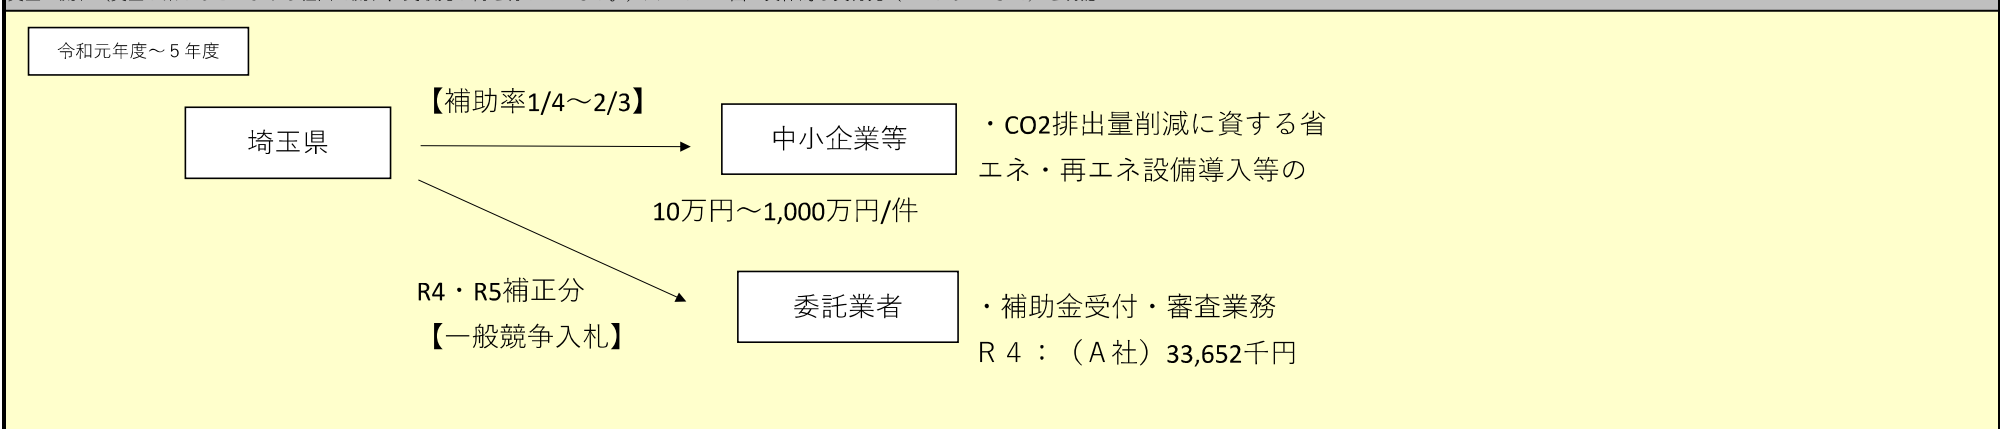 令和元年度～５年度
【補助率1/4～2/3】
埼玉県
中小企業等
・CO2排出量削減に資する省
エネ・再エネ設備導入等の
10万円～1,000万円/件
R4・R5補正分
【一般競争入札】
委託業者
・補助金受付・審査業務
Ｒ４：（Ａ社）33,652千円